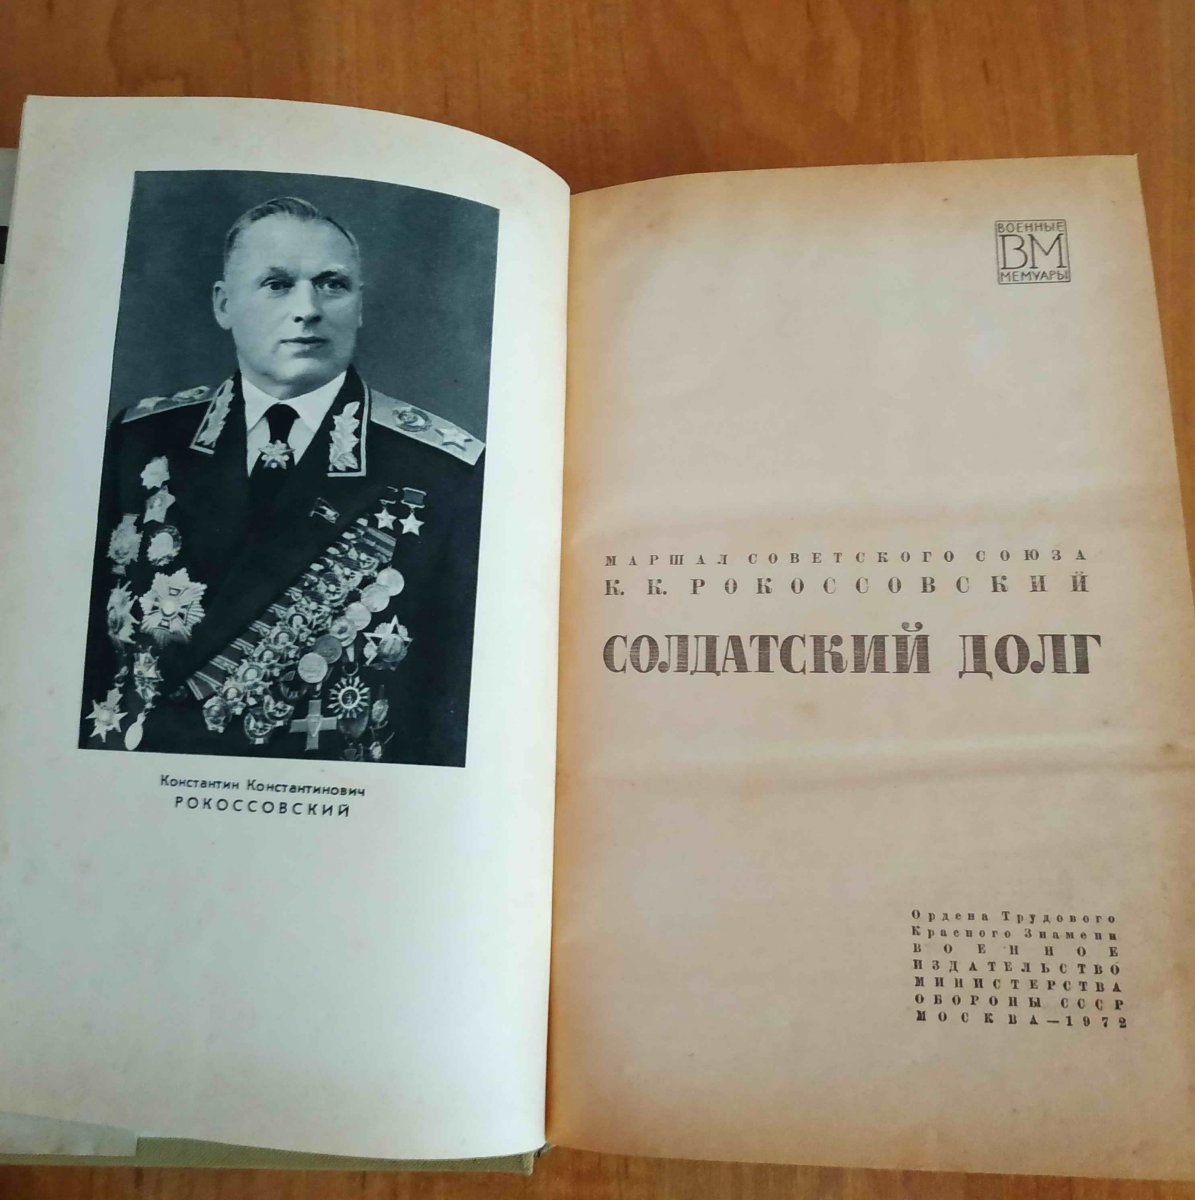 Константин Константинович
РОКОССОВСКИЙ
ВОЕННЫЕ
ВМ
МЕМУАРЫ
МАРШАЛ СОВЕТСКОГО СОЮЗА
К. К. РОКОССОВСКИЙ
СОЛДАТСКИЙ ДОЛГ
Ордена Трудового
Красного Знамени
ВОЕННОЕ
ИЗДАТЕЛЬСТВО
МИНИСТЕРСТВА
ОБОРОНЫ СССР
МОСКВА—1972